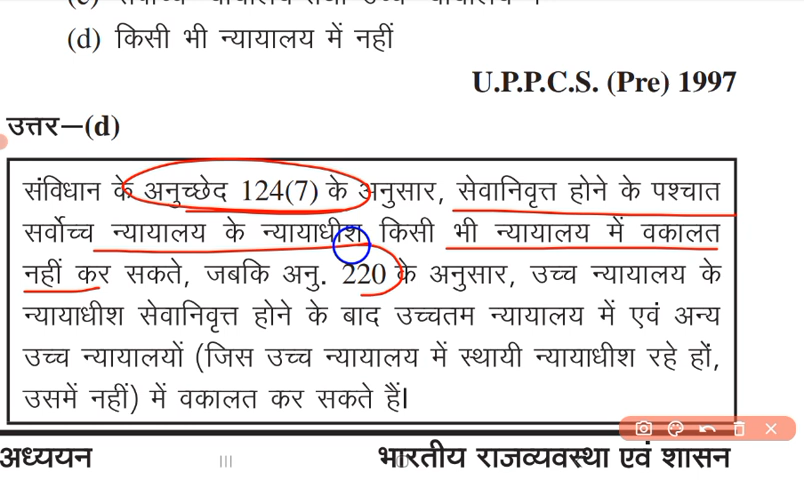 (d) किसी भी न्यायालय में नहीं
U.P.P.C.S. (Pre) 1997
उत्तर—(d)
संविधान के अनुच्छेद 124(7) के अनुसार, सेवानिवृत्त होने के पश्चात
सर्वोच्च न्यायालय के न्यायाधीश किसी भी न्यायालय में वकालत
नहीं कर सकते, जबकि अनु. 220 के अनुसार, उच्च न्यायालय के
न्यायाधीश सेवानिवृत्त होने के बाद उच्चतम न्यायालय में एवं अन्य
उच्च न्यायालयों (जिस उच्च न्यायालय में स्थायी न्यायाधीश रहे हों,
उसमें नहीं) में वकालत कर सकते हैं।
अध्ययन
भारतीय राजव्यवस्था एवं शासन